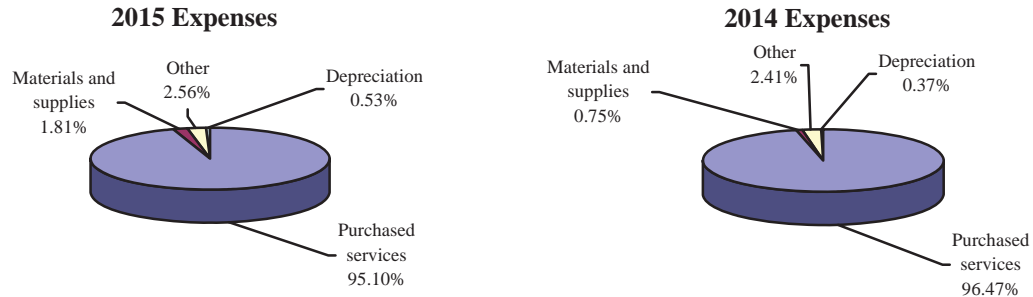 2015 Expenses
Materials and
supplies
1.81%
Other
2.56%
Depreciation
0.53%
Purchased
services
95.10%
2014 Expenses
Materials and
supplies
0.75%
Other
2.41%
Depreciation
0.37%
Purchased
services
96.47%